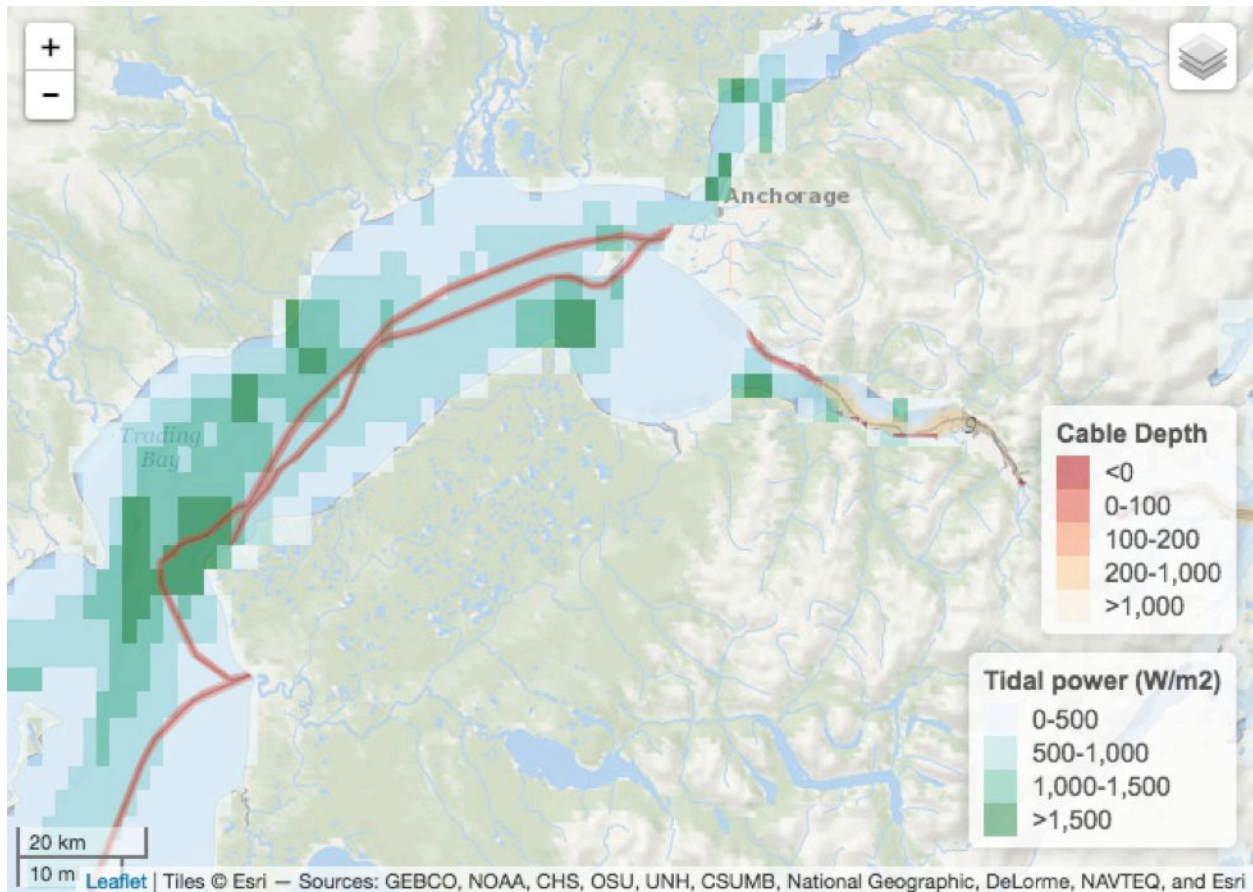 +
-
Anchorage
Trading
Bay
9
Cable Depth
<0
0-100
100-200
200-1,000
>1,000
Tidal power (W/m2)
0-500
500-1,000
1,000-1,500
>1,500
20 km
10 m
Leaflet | Tiles © Esri — Sources: GEBCO, NOAA, CHS, OSU, UNH, CSUMB, National Geographic, DeLorme, NAVTEQ, and Esri